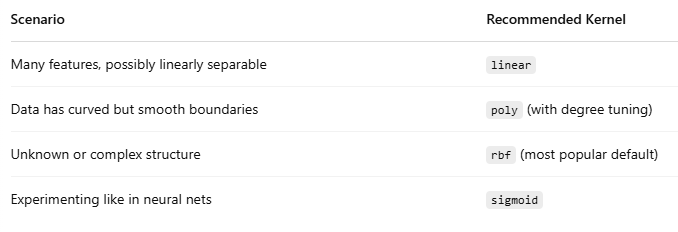 Scenario Recommended Kernel
Many features, possibly linearly separable linear
Data has curved but smooth boundaries poly (with degree tuning)
Unknown or complex structure rbf (most popular default)
Experimenting like in neural nets sigmoid